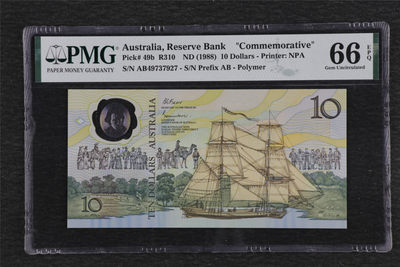 PMG
PAPER MONEY GUARANTY
Australia, Reserve Bank "Commemorative"
Pick# 49b R310 ND (1988) 10 Dollars - Printer: NPA
S/N AB49737927 - S/N Prefix AB - Polymer
66 EPQ
Gem Uncirculated
10
TEN DOLLARS AUSTRALIA
10